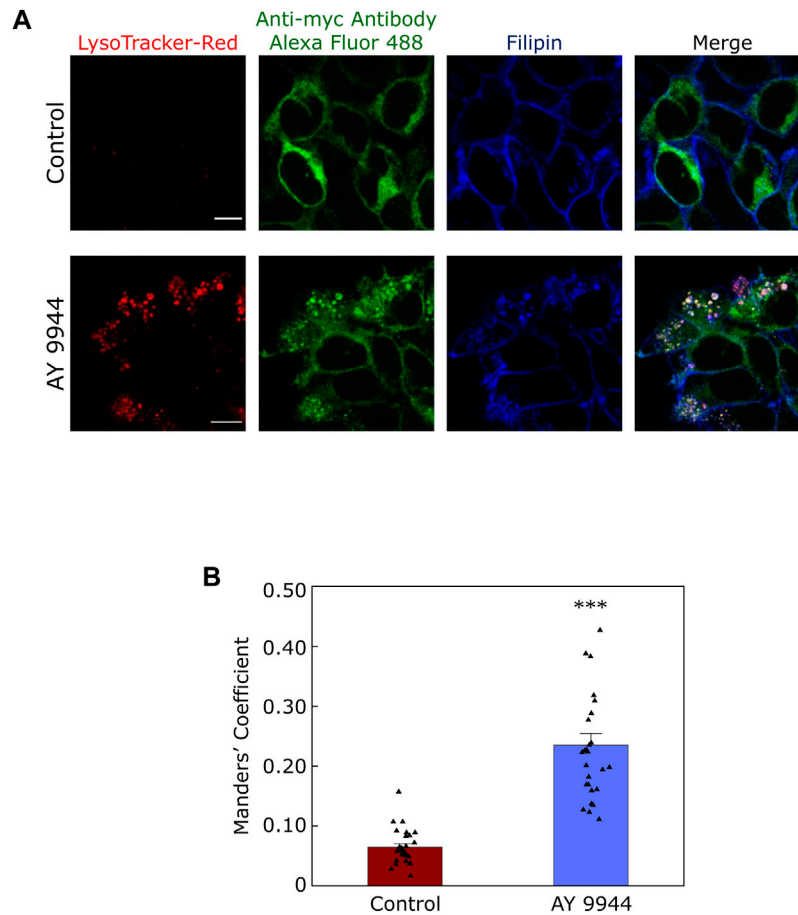 A
LysoTracker-Red
Anti-myc Antibody
Alexa Fluor 488
Filipin
Merge
Control
AY 9944
B
Manders' Coefficient
0.50
0.40
0.30
0.20
0.10
0
***
Control
AY 9944